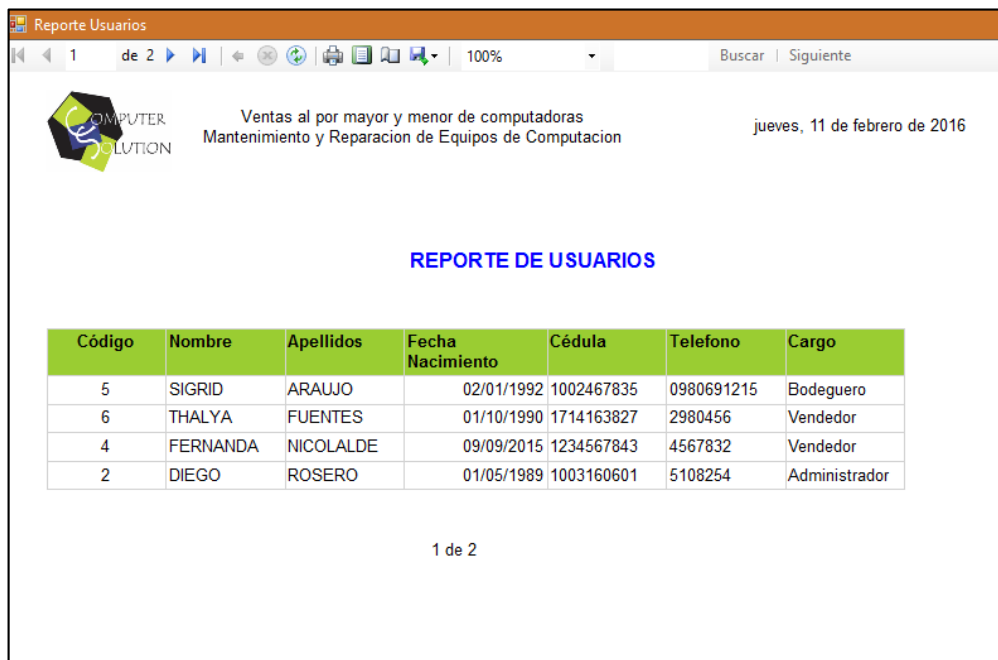 Reporte Usuarios
1 de 2 100% Buscar | Siguiente
COMPUTER
SOLUTION
Ventas al por mayor y menor de computadoras
Mantenimiento y Reparacion de Equipos de Computacion
jueves, 11 de febrero de 2016
REPORTE DE USUARIOS
Código Nombre Apellidos Fecha Nacimiento Cédula Telefono Cargo
5 SIGRID ARAUJO 02/01/1992 1002467835 0980691215 Bodeguero
6 THALYA FUENTES 01/10/1990 1714163827 2980456 Vendedor
4 FERNANDA NICOLALDE 09/09/2015 1234567843 4567832 Vendedor
2 DIEGO ROSERO 01/05/1989 1003160601 5108254 Administrador
1 de 2